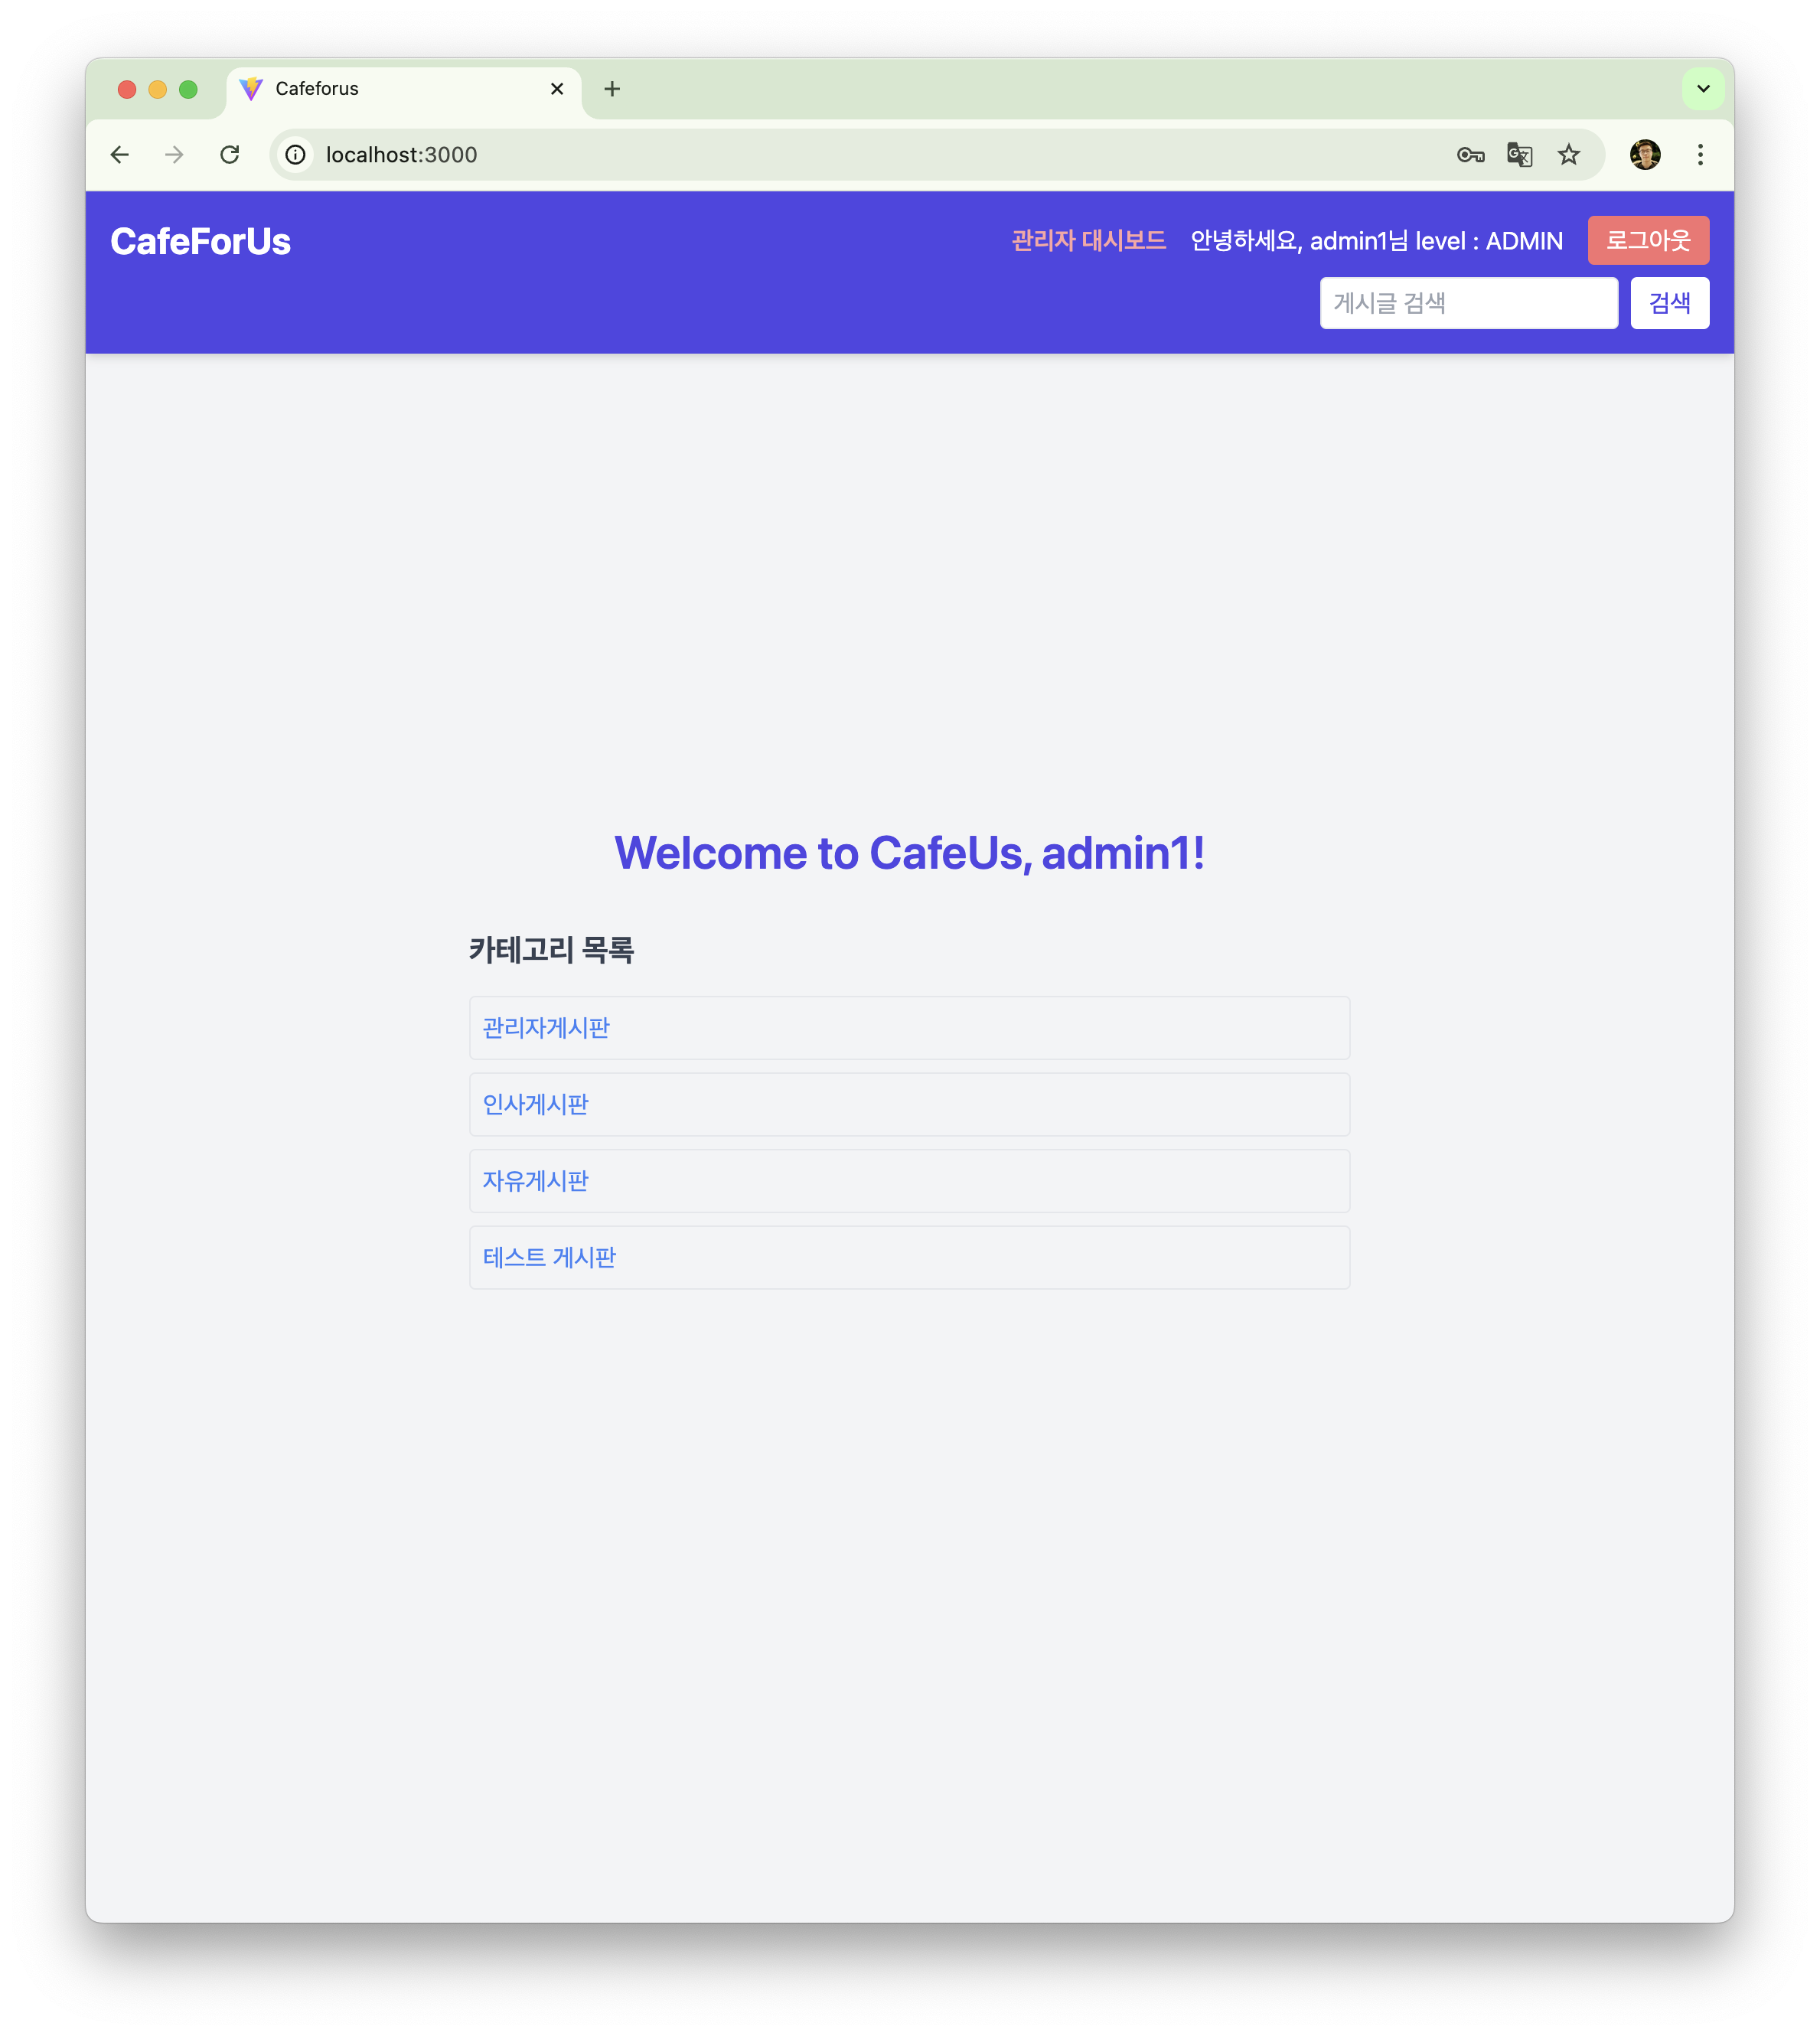 Cafeforus
localhost:3000
CafeForUs
관리자 대시보드 안녕하세요, admin1님 level : ADMIN 로그아웃
게시글 검색 검색
Welcome to CafeUs, admin1!
카테고리 목록
관리자게시판
인사게시판
자유게시판
테스트 게시판